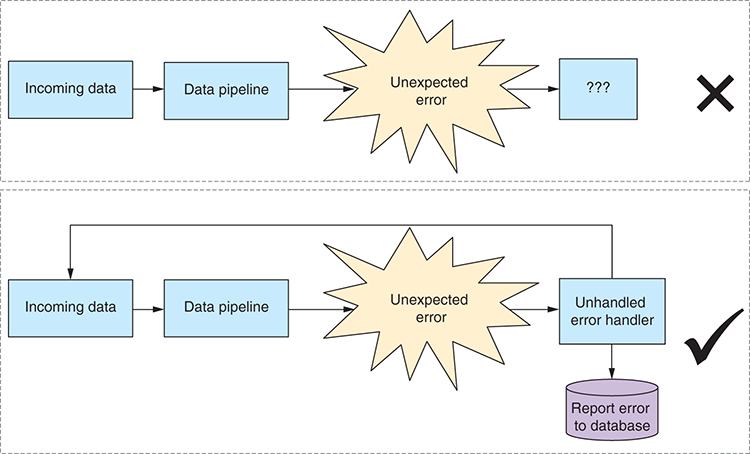 Incoming data
Data pipeline
Unexpected
error
???
Incoming data
Data pipeline
Unexpected
error
Unhandled
error handler
Report error
to database